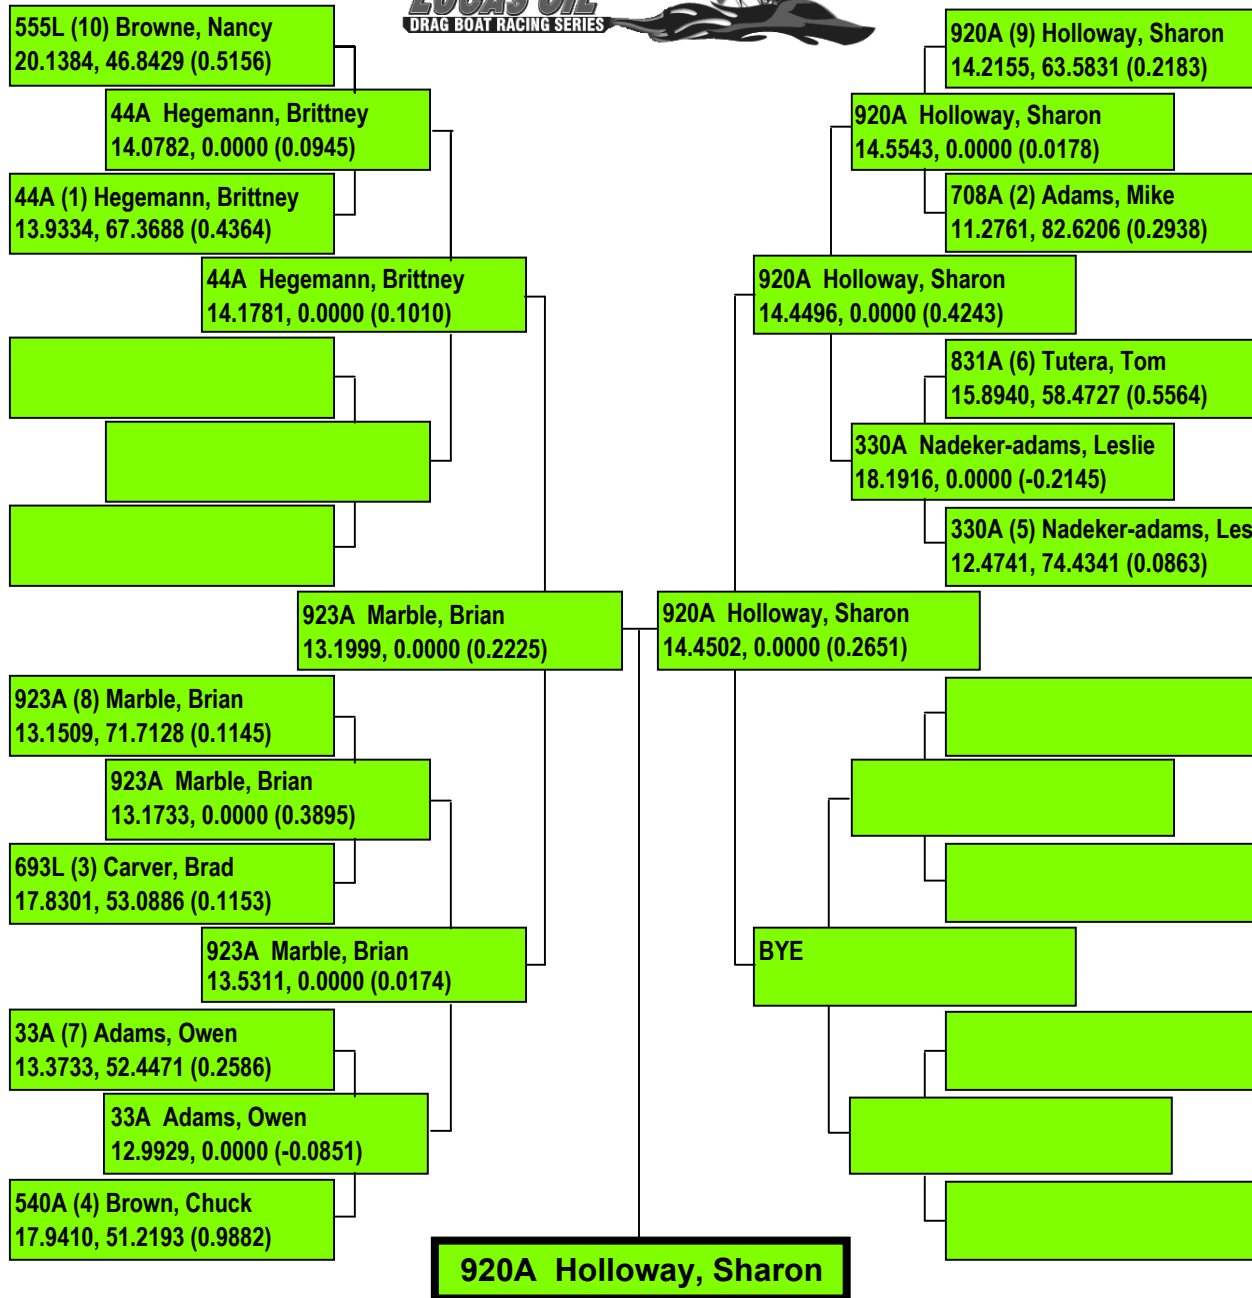 LUCAS OIL
DRAG BOAT RACING SERIES
555L (10) Browne, Nancy
20.1384, 46.8429 (0.5156)
44A Hegemann, Brittney
14.0782, 0.0000 (0.0945)
44A (1) Hegemann, Brittney
13.9334, 67.3688 (0.4364)
44A Hegemann, Brittney
14.1781, 0.0000 (0.1010)
923A Marble, Brian
13.1999, 0.0000 (0.2225)
923A (8) Marble, Brian
13.1509, 71.7128 (0.1145)
923A Marble, Brian
13.1733, 0.0000 (0.3895)
693L (3) Carver, Brad
17.8301, 53.0886 (0.1153)
923A Marble, Brian
13.5311, 0.0000 (0.0174)
33A (7) Adams, Owen
13.3733, 52.4471 (0.2586)
33A Adams, Owen
12.9929, 0.0000 (-0.0851)
540A (4) Brown, Chuck
17.9410, 51.2193 (0.9882)
920A (9) Holloway, Sharon
14.2155, 63.5831 (0.2183)
920A Holloway, Sharon
14.5543, 0.0000 (0.0178)
708A (2) Adams, Mike
11.2761, 82.6206 (0.2938)
920A Holloway, Sharon
14.4496, 0.0000 (0.4243)
831A (6) Tutera, Tom
15.8940, 58.4727 (0.5564)
330A Nadeker-adams, Leslie
18.1916, 0.0000 (-0.2145)
330A (5) Nadeker-adams, Les
12.4741, 74.4341 (0.0863)
920A Holloway, Sharon
14.4502, 0.0000 (0.2651)
BYE
920A Holloway, Sharon